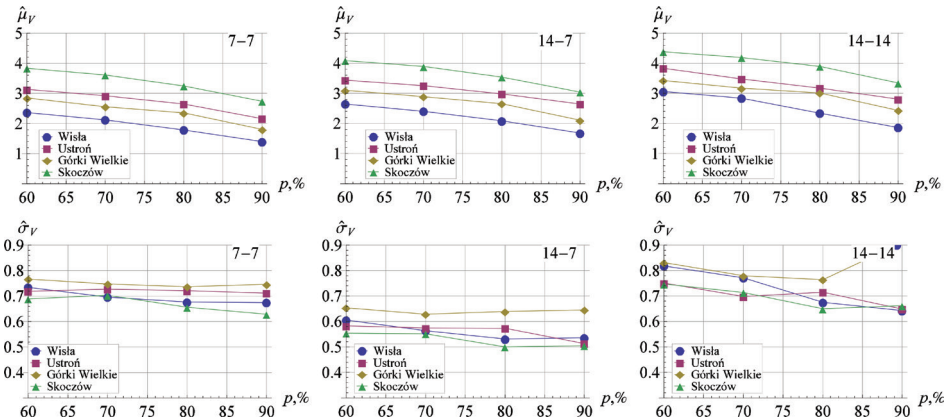 μ̂V
5
4
3
2
1
7−7
Wisła
Ustroń
Górki Wielkie
Skoczów
60 65 70 75 80 85 90
p,%
μ̂V
5
4
3
2
1
14−7
Wisła
Ustroń
Górki Wielkie
Skoczów
60 65 70 75 80 85 90
p,%
μ̂V
5
4
3
2
1
14−14
Wisła
Ustroń
Górki Wielkie
Skoczów
60 65 70 75 80 85 90
p,%
σ̂V
0.9
0.8
0.7
0.6
0.5
0.4
7−7
Wisła
Ustroń
Górki Wielkie
Skoczów
60 65 70 75 80 85 90
p,%
σ̂V
0.9
0.8
0.7
0.6
0.5
0.4
14−7
Wisła
Ustroń
Górki Wielkie
Skoczów
60 65 70 75 80 85 90
p,%
σ̂V
0.9
0.8
0.7
0.6
0.5
0.4
14−14
Wisła
Ustroń
Górki Wielkie
Skoczów
60 65 70 75 80 85 90
p,%